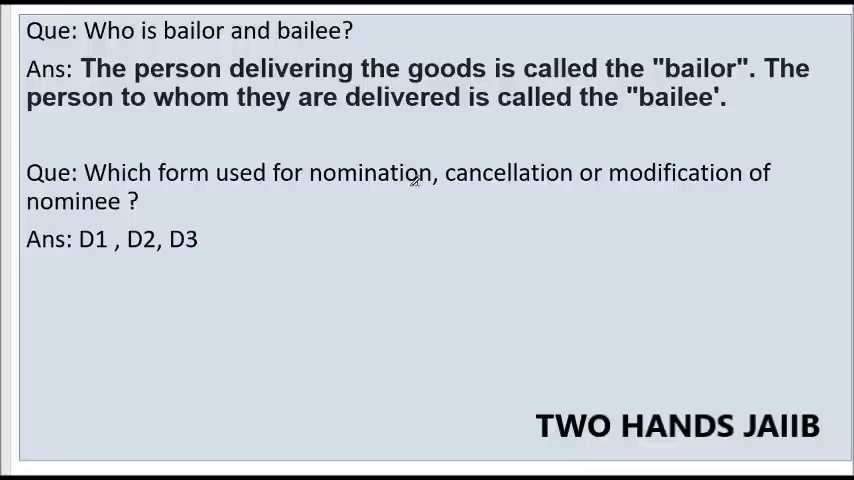 Que: Who is bailor and bailee?
Ans: The person delivering the goods is called the "bailor". The
person to whom they are delivered is called the "bailee'.
Que: Which form used for nomination, cancellation or modification of
nominee ?
Ans: D1 , D2, D3
TWO HANDS JAIIB